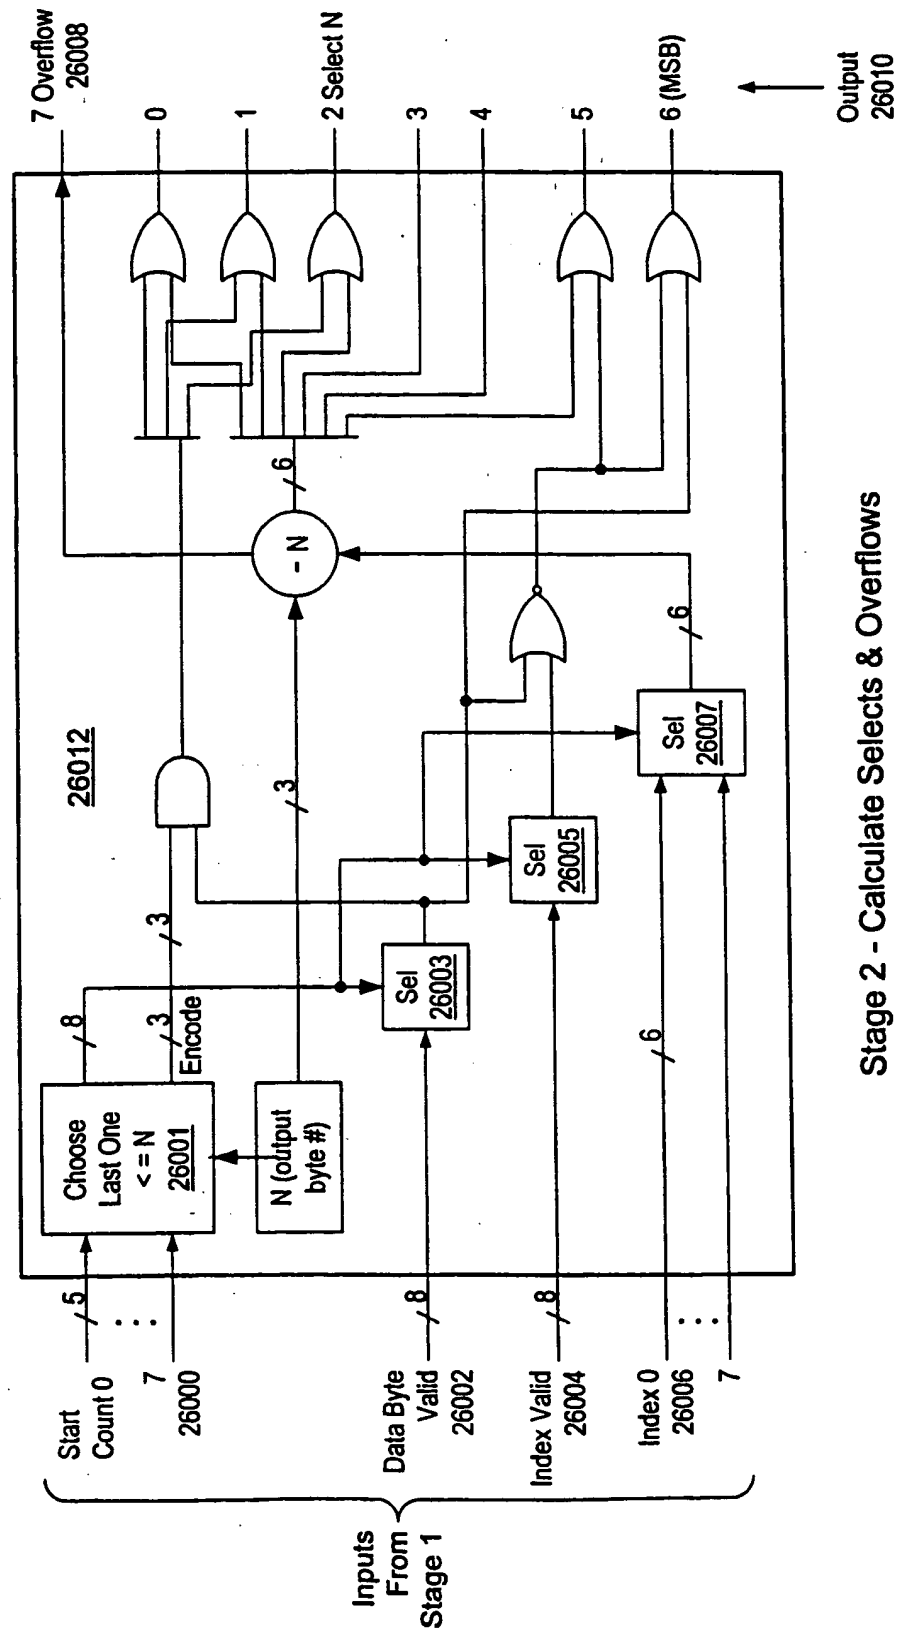 Inputs
From
Stage 1
Start
Count 0
7
26000
Data Byte
Valid
26002
Index Valid
26004
Index 0
26006
7
5
8
8
Choose
Last One
< = N
26001
N (output
byte #)
8
3
Encode
3
Sel
26003
6
26012
3
Sel
26005
Sel
26007
6
- N
6
7 Overflow
26008
0
1
2 Select N
3
4
5
6 (MSB)
Output
26010
Stage 2 - Calculate Selects & Overflows